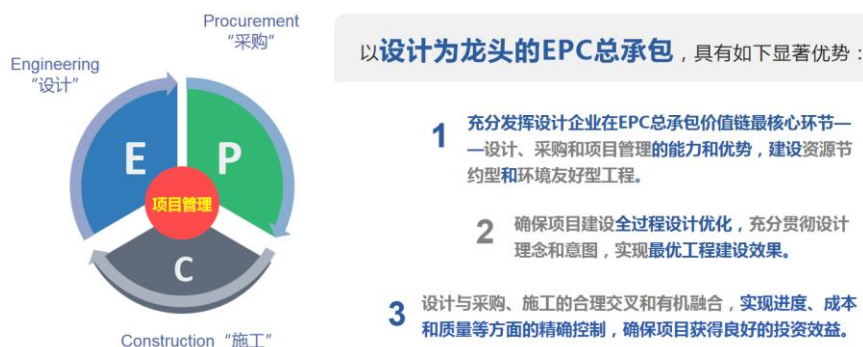 Procurement
“采购”
Engineering
“设计”
E
P
项目管理
C
Construction “施工”
以设计为龙头的EPC总承包，具有如下显著优势：
1
充分发挥设计企业在EPC总承包价值链最核心环节—
—设计、采购和项目管理的能力和优势，建设资源节
约型和环境友好型工程。
2
确保项目建设全过程设计优化，充分贯彻设计
理念和意图，实现最优工程建设效果。
3
设计与采购、施工的合理交叉和有机融合，实现进度、成本
和质量等方面的精确控制，确保项目获得良好的投资效益。